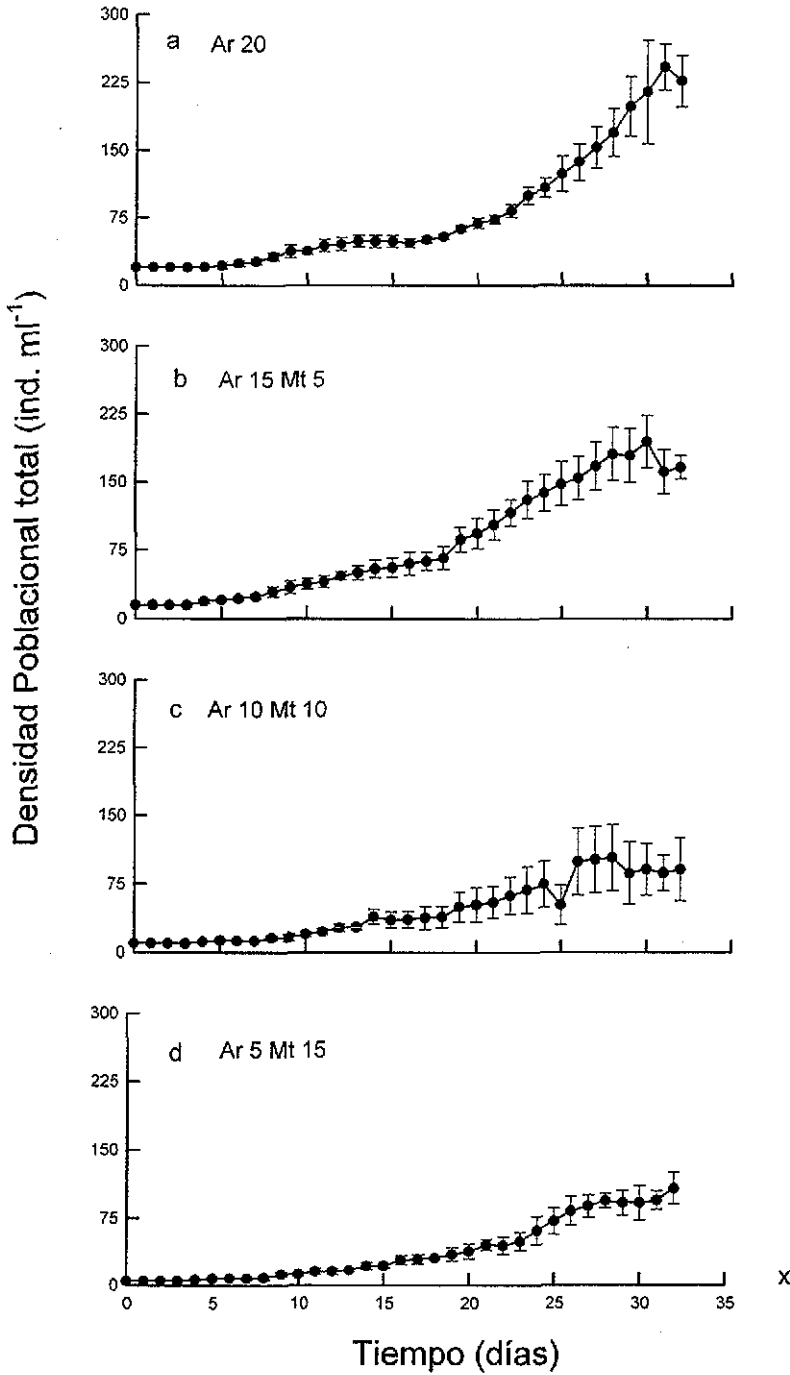 Densidad Poblacional total (ind. ml-1)
a Ar 20
300
225
150
75
0
b Ar 15 Mt 5
300
225
150
75
0
c Ar 10 Mt 10
300
225
150
75
0
d Ar 5 Mt 15
300
225
150
75
0
0 5 10 15 20 25 30 35
x
Tiempo (días)